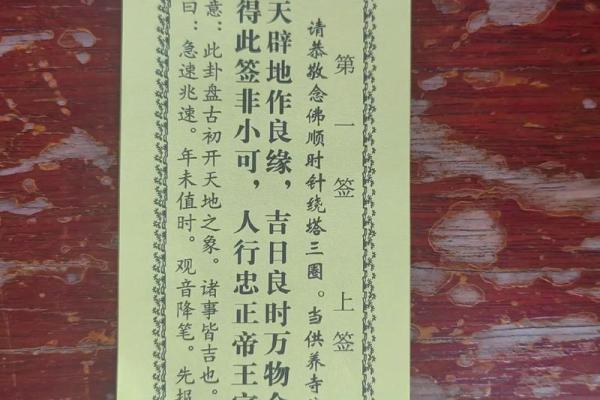 第一签 上签
请恭敬念佛顺时针绕塔三圈。当供养寺
天辟地作良缘，吉日良时万物
得此签非小可，人行忠正帝王
意：此卦盘古初开天地之象。诸事皆吉也。
曰：急速兆速。年未值时。观音降笔。先报